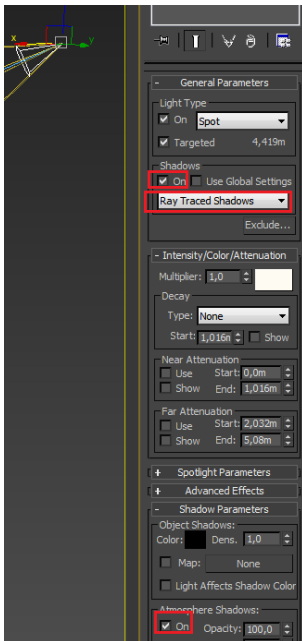 x
y
- General Parameters
Light Type
On Spot
Targeted 4,419m
Shadows
On Use Global Settings
Ray Traced Shadows
Exclude...
- Intensity/Color/Attenuation
Multiplier: 1,0
Decay
Type: None
Start: 1,016m Show
Near Attenuation
Use Start: 0,0m
Show End: 1,016m
Far Attenuation
Use Start: 2,032m
Show End: 5,08m
+ Spotlight Parameters
+ Advanced Effects
- Shadow Parameters
Object Shadows:
Color: Dens. 1,0
Map: None
Light Affects Shadow Color
Atmosphere Shadows:
On Opacity: 100,0